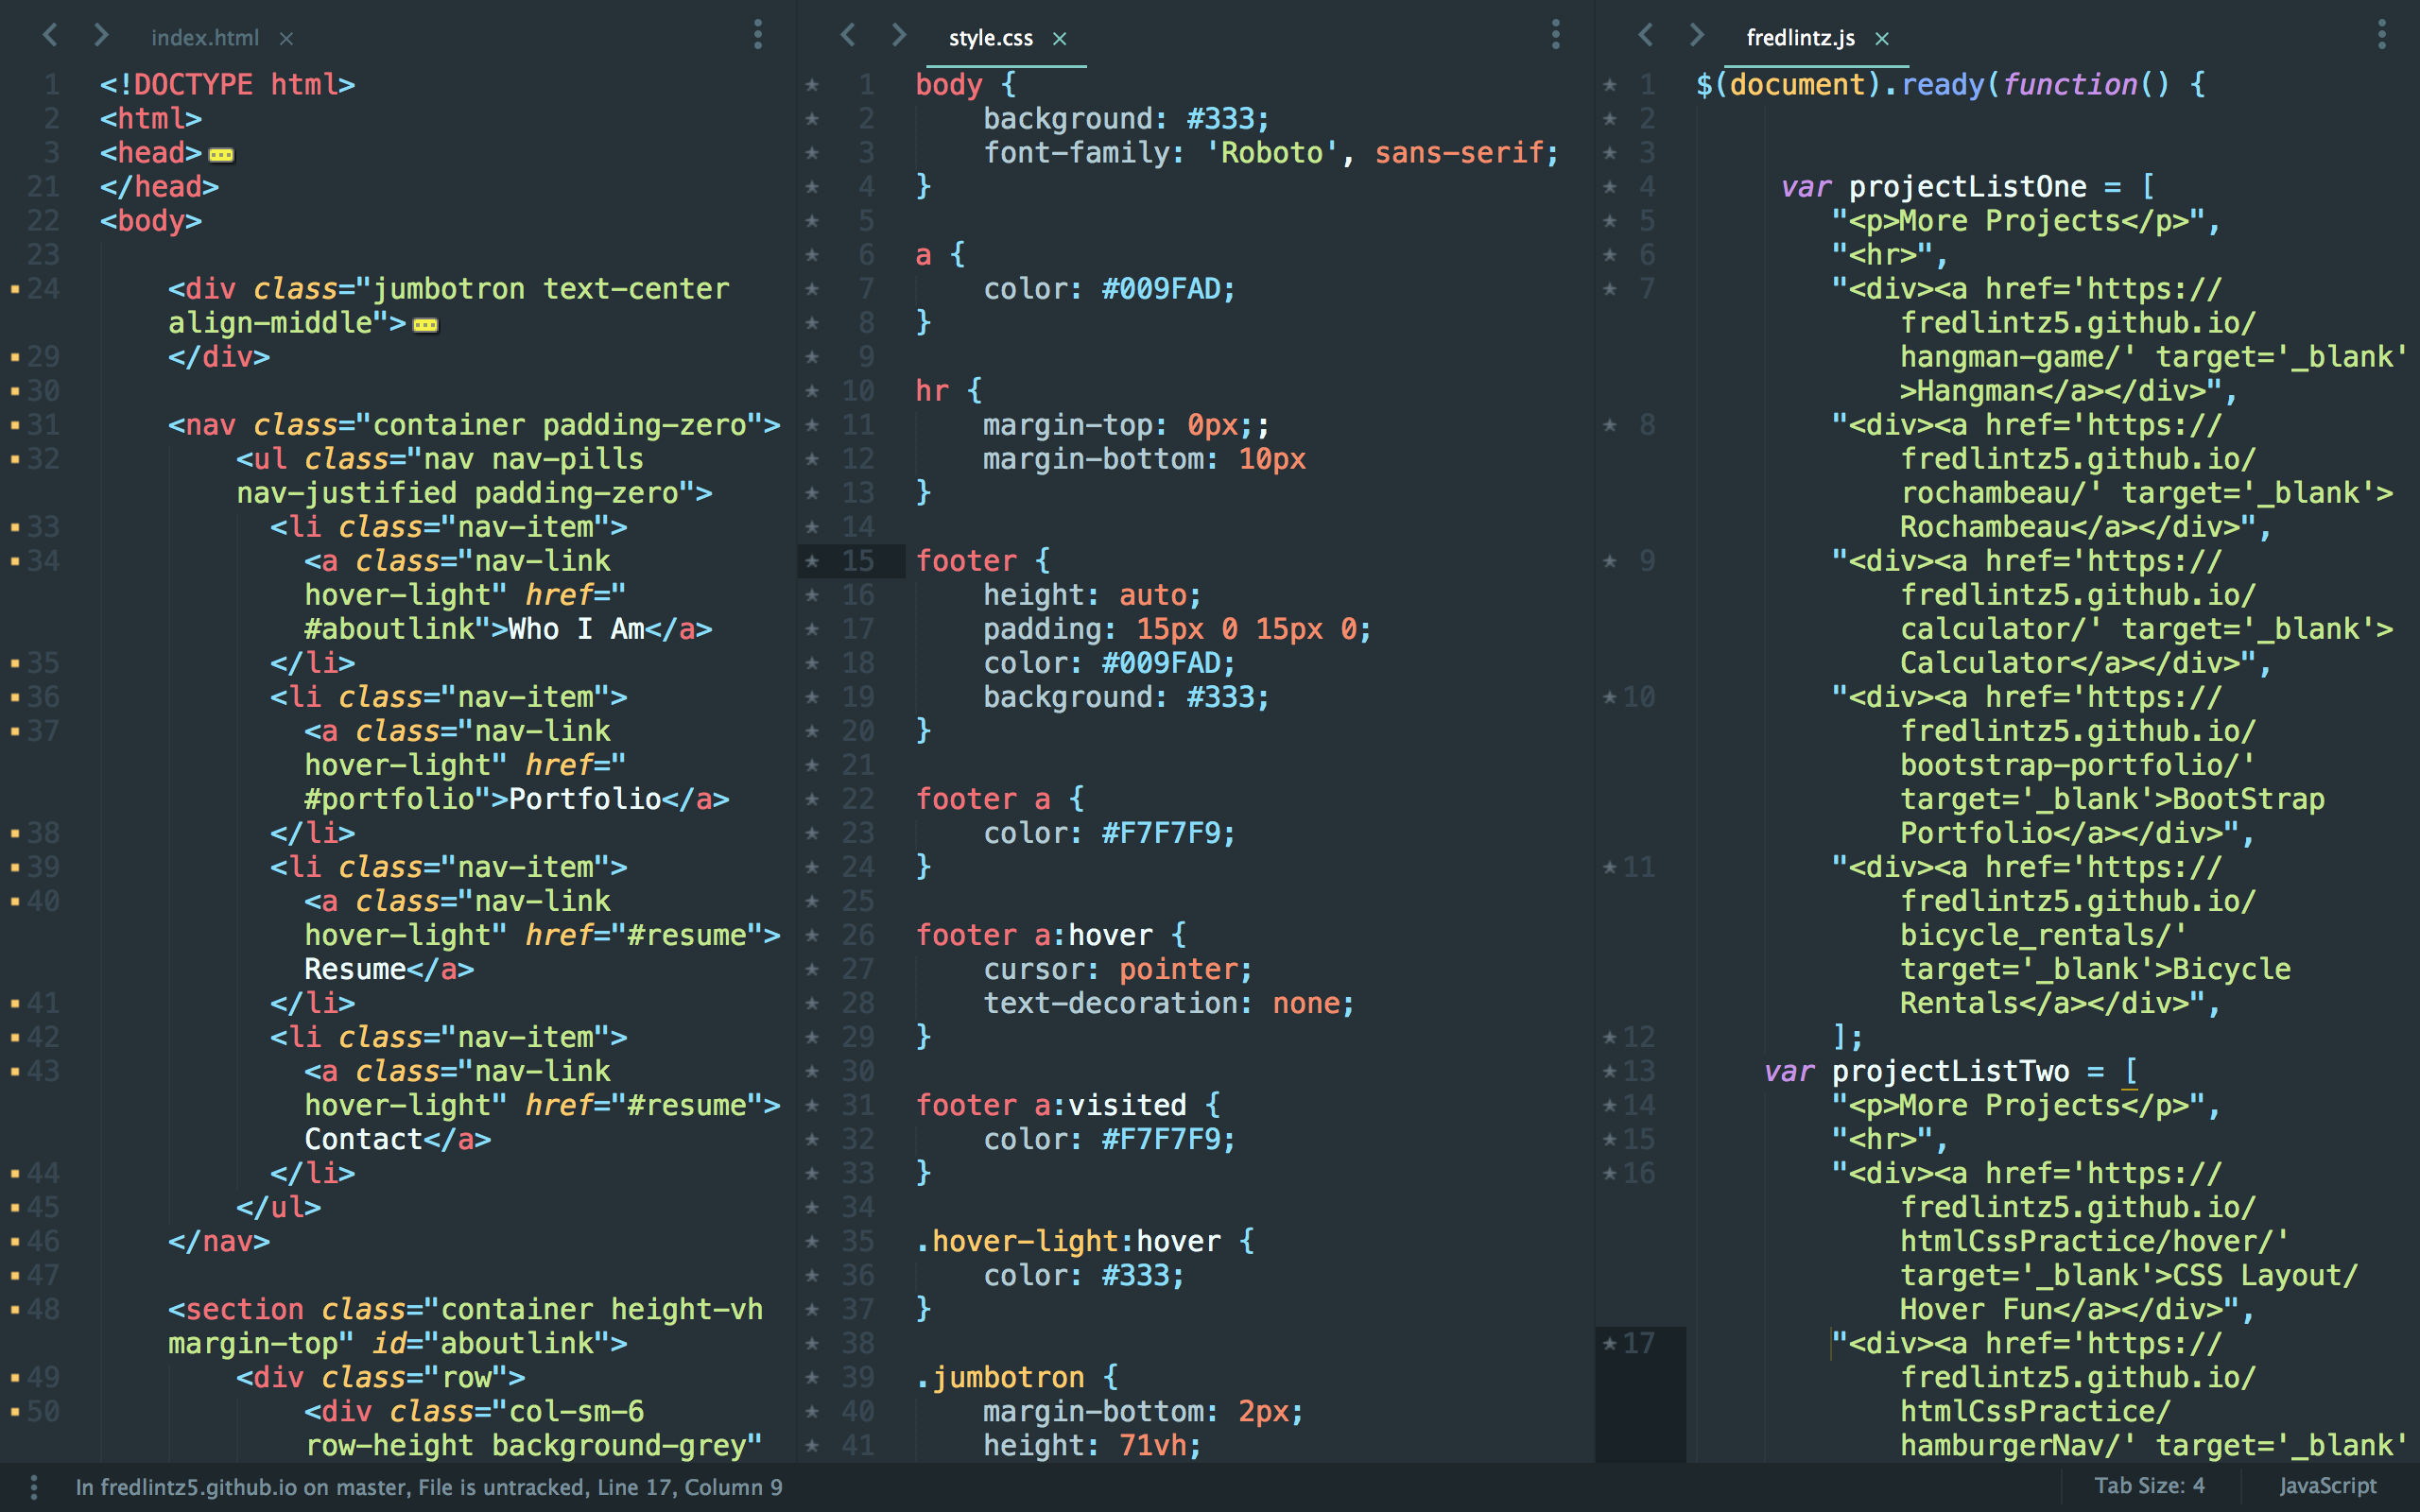 index.html ×
1 <!DOCTYPE html>
2 <html>
3 <head>
21 </head>
22 <body>
23
24 <div class="jumbotron text-center
align-middle">
29 </div>
30
31 <nav class="container padding-zero">
32 <ul class="nav nav-pills
nav-justified padding-zero">
33 <li class="nav-item">
34 <a class="nav-link
hover-light" href="
#aboutlink">Who I Am</a>
35 </li>
36 <li class="nav-item">
37 <a class="nav-link
hover-light" href="
#portfolio">Portfolio</a>
38 </li>
39 <li class="nav-item">
40 <a class="nav-link
hover-light" href="#resume">
Resume</a>
41 </li>
42 <li class="nav-item">
43 <a class="nav-link
hover-light" href="#resume">
Contact</a>
44 </li>
45 </ul>
46 </nav>
47
48 <section class="container height-vh
margin-top" id="aboutlink">
49 <div class="row">
50 <div class="col-sm-6
row-height background-grey"
style.css ×
1 body {
2 background: #333;
3 font-family: 'Roboto', sans-serif;
4 }
5
6 a {
7 color: #009FAD;
8 }
9
10 hr {
11 margin-top: 0px;;
12 margin-bottom: 10px
13 }
14
15 footer {
16 height: auto;
17 padding: 15px 0 15px 0;
18 color: #009FAD;
19 background: #333;
20 }
21
22 footer a {
23 color: #F7F7F9;
24 }
25
26 footer a:hover {
27 cursor: pointer;
28 text-decoration: none;
29 }
30
31 footer a:visited {
32 color: #F7F7F9;
33 }
34
35 .hover-light:hover {
36 color: #333;
37 }
38
39 .jumbotron {
40 margin-bottom: 2px;
41 height: 71vh;
fredlintz.js ×
1 $(document).ready(function() {
2
3
4 var projectListOne = [
5 "<p>More Projects</p>",
6 "<hr>",
7 "<div><a href='https://
fredlintz5.github.io/
hangman-game/' target='_blank'
>Hangman</a></div>",
8 "<div><a href='https://
fredlintz5.github.io/
rochambeau/' target='_blank'>
Rochambeau</a></div>",
9 "<div><a href='https://
fredlintz5.github.io/
calculator/' target='_blank'>
Calculator</a></div>",
10 "<div><a href='https://
fredlintz5.github.io/
bootstrap-portfolio/'
target='_blank'>BootStrap
Portfolio</a></div>",
11 "<div><a href='https://
fredlintz5.github.io/
bicycle_rentals/'
target='_blank'>Bicycle
Rentals</a></div>",
12 ];
13 var projectListTwo = [
14 "<p>More Projects</p>",
15 "<hr>",
16 "<div><a href='https://
fredlintz5.github.io/
htmlCssPractice/hover/'
target='_blank'>CSS Layout/
Hover Fun</a></div>",
17 "<div><a href='https://
fredlintz5.github.io/
htmlCssPractice/
hamburgerNav/' target='_blank'
In fredlintz5.github.io on master, File is untracked, Line 17, Column 9
Tab Size: 4
JavaScript